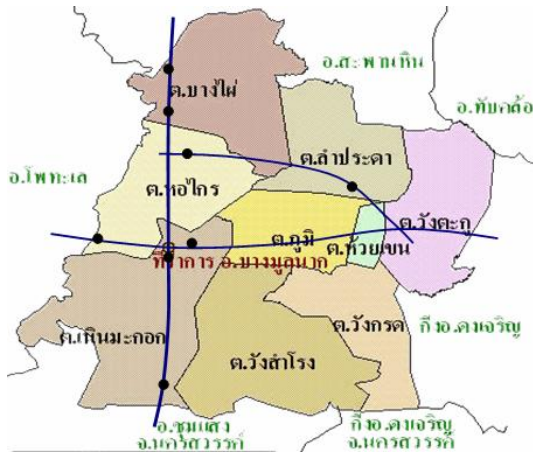 อ.สะพานหิน
ต.บางไผ่
อ.ทับคล้อ
ต.ลำประดา
อ.โพทะเล
ต.หอไกร
ต.วังตะกู
ต.ภูมิ
ต.ห้วยเขน
ที่ว่าการ อ.บางมูลนาก
ต.วังกรด
กิ่งอ.ดงเจริญ
ต.เนินมะกอก
ต.วังสำโรง
อ.ชุมแสง
จ.นครสวรรค์
กิ่งอ.ดงเจริญ
จ.นครสวรรค์